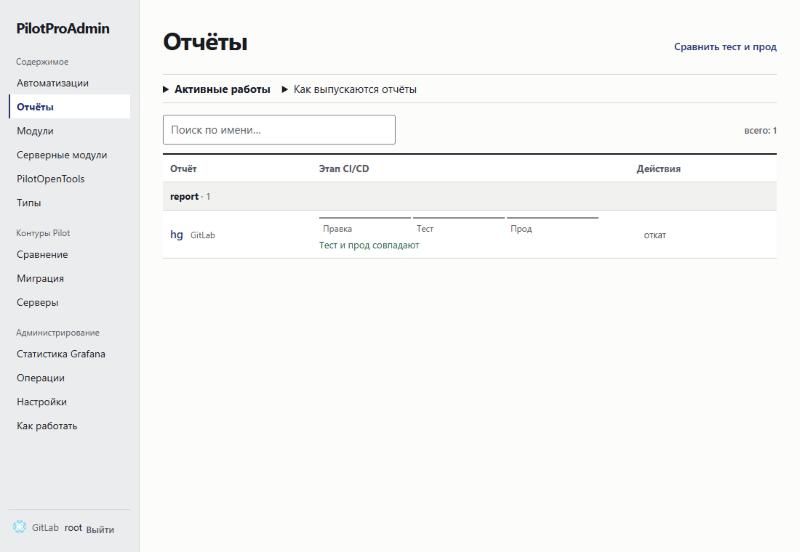 PilotProAdmin
Содержимое
Автоматизации
Отчёты
Модули
Серверные модули
PilotOpenTools
Типы
Контуры Pilot
Сравнение
Миграция
Серверы
Администрирование
Статистика Grafana
Операции
Настройки
Как работать
GitLab root Выйти
Отчёты
Сравнить тест и прод
▶ Активные работы ▶ Как выпускаются отчёты
Поиск по имени...
всего: 1
Отчёт Этап CI/CD Действия
report · 1
hg GitLab
Правка Тест Прод
Тест и прод совпадают
откат